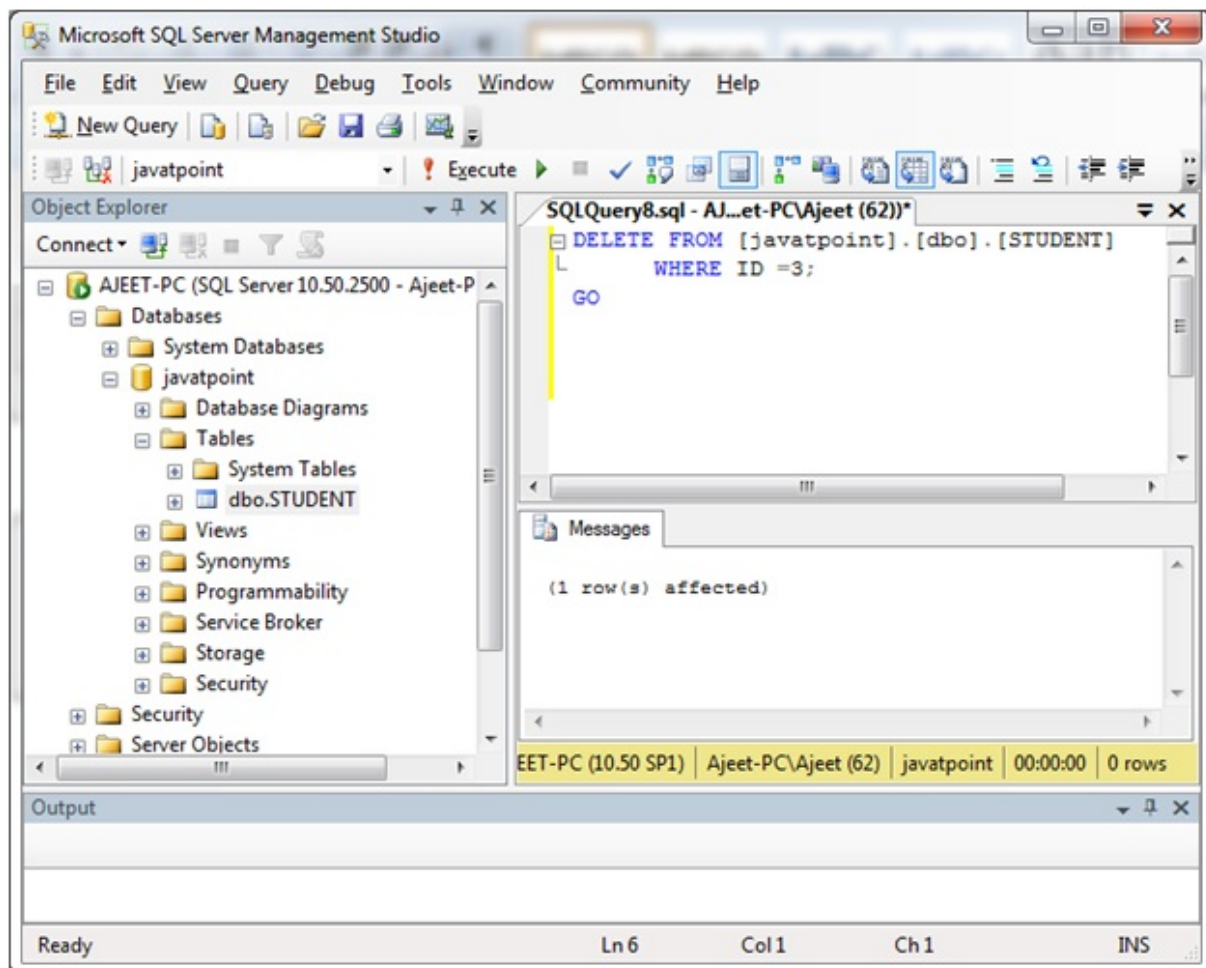 Microsoft SQL Server Management Studio
File Edit View Query Debug Tools Window Community Help
New Query
javatpoint Execute
Object Explorer
Connect
AJEET-PC (SQL Server 10.50.2500 - Ajeet-P
Databases
System Databases
javatpoint
Database Diagrams
Tables
System Tables
dbo.STUDENT
Views
Synonyms
Programmability
Service Broker
Storage
Security
Security
Server Objects
SQLQuery8.sql - AJ...et-PC\Ajeet (62))*
DELETE FROM [javatpoint].[dbo].[STUDENT]
WHERE ID =3;
GO
Messages
(1 row(s) affected)
EET-PC (10.50 SP1) Ajeet-PC\Ajeet (62) javatpoint 00:00:00 0 rows
Output
Ready Ln 6 Col 1 Ch 1 INS